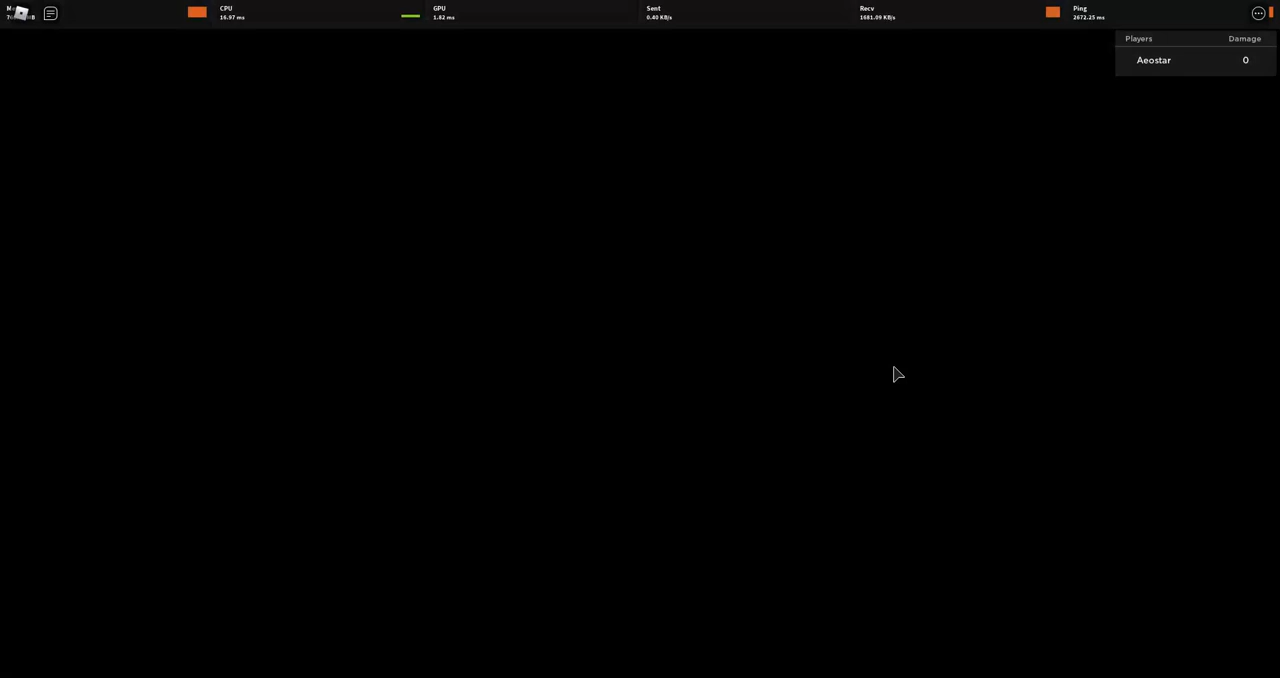 CPU
16.97 ms
GPU
1.82 ms
Sent
0.40 KB/s
Recv
1681.09 KB/s
Ping
2672.25 ms
Players Damage
Aeostar 0